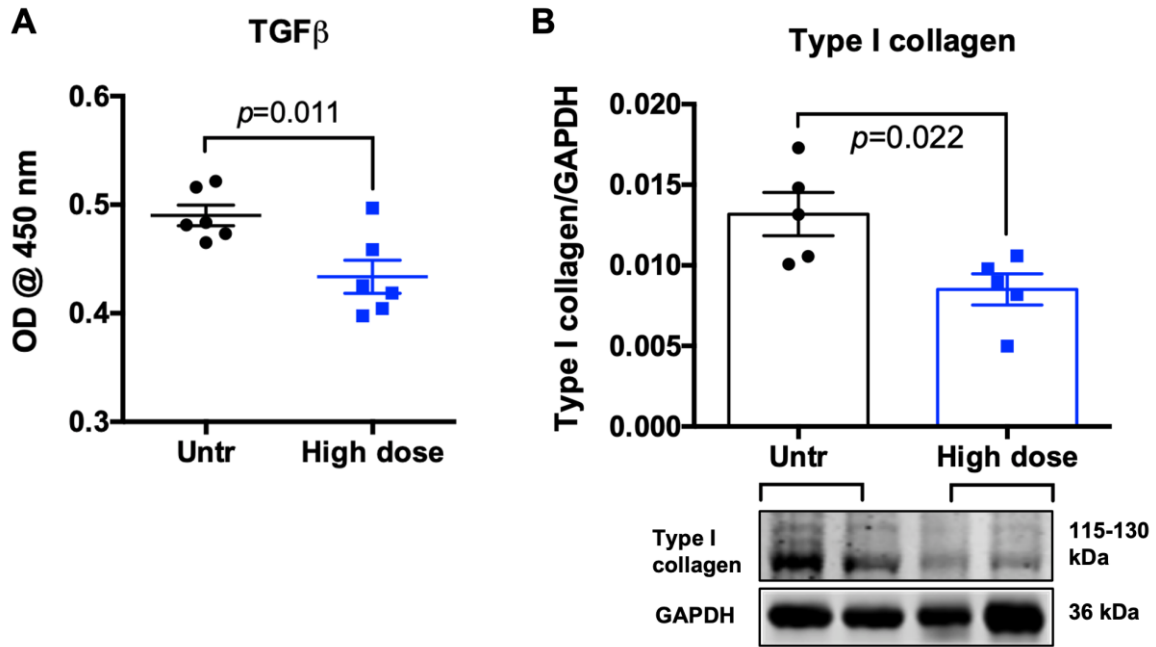 A
TGFβ
OD @ 450 nm
0.6
0.5
0.4
0.3
p=0.011
Untr
High dose
B
Type I collagen
Type I collagen/GAPDH
0.020
0.015
0.010
0.005
0.000
p=0.022
Untr
High dose
Type I
collagen
115-130
kDa
GAPDH
36 kDa